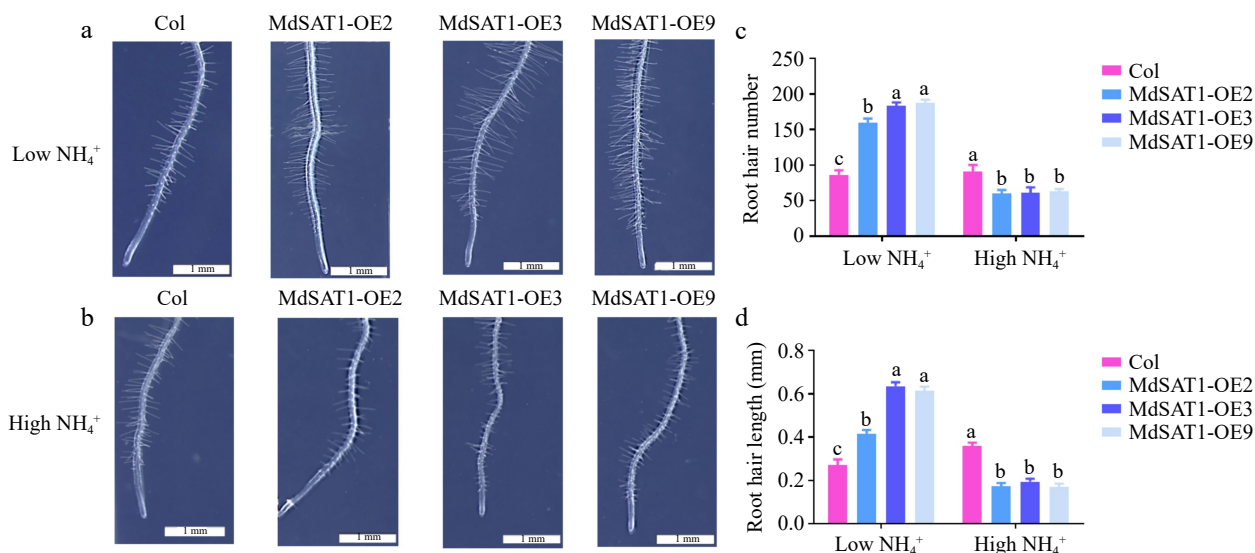 a
Col MdSAT1-OE2 MdSAT1-OE3 MdSAT1-OE9
Low NH₄⁺
1 mm 1 mm 1 mm 1 mm
b
Col MdSAT1-OE2 MdSAT1-OE3 MdSAT1-OE9
High NH₄⁺
1 mm 1 mm 1 mm 1 mm
c
Root hair number
250
200
150
100
50
0
c b a a a b b b
Low NH₄⁺ High NH₄⁺
Col
MdSAT1-OE2
MdSAT1-OE3
MdSAT1-OE9
d
Root hair length (mm)
0.8
0.6
0.4
0.2
0.0
c b a a a b b b
Low NH₄⁺ High NH₄⁺
Col
MdSAT1-OE2
MdSAT1-OE3
MdSAT1-OE9